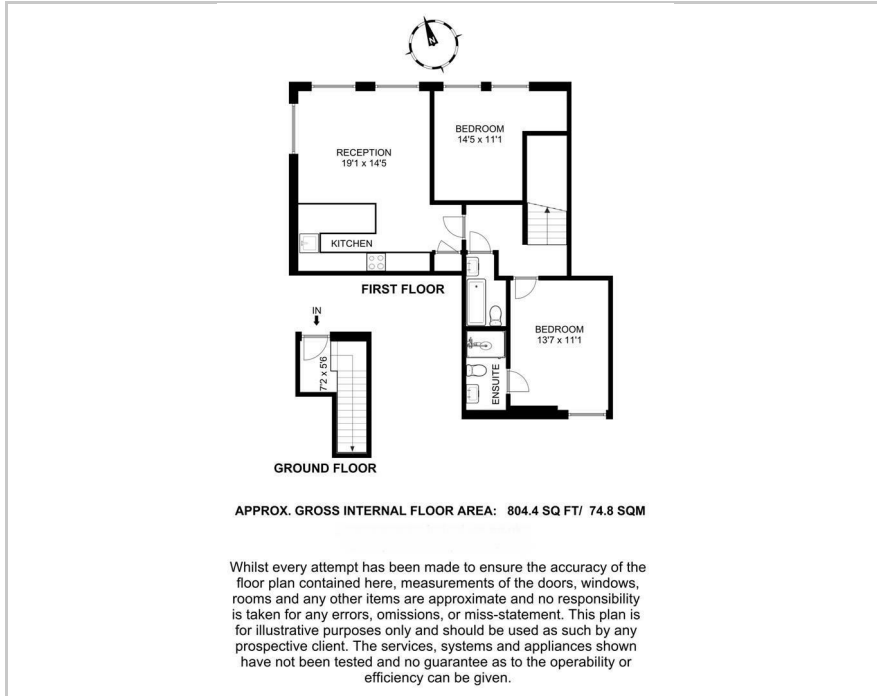 N
BEDROOM
14'5 x 11'1
RECEPTION
19'1 x 14'5
KITCHEN
FIRST FLOOR
IN
7'2 x 5'6
BEDROOM
13'7 x 11'1
ENSUITE
GROUND FLOOR
APPROX. GROSS INTERNAL FLOOR AREA: 804.4 SQ FT/ 74.8 SQM
Whilst every attempt has been made to ensure the accuracy of the
floor plan contained here, measurements of the doors, windows,
rooms and any other items are approximate and no responsibility
is taken for any errors, omissions, or miss-statement. This plan is
for illustrative purposes only and should be used as such by any
prospective client. The services, systems and appliances shown
have not been tested and no guarantee as to the operability or
efficiency can be given.